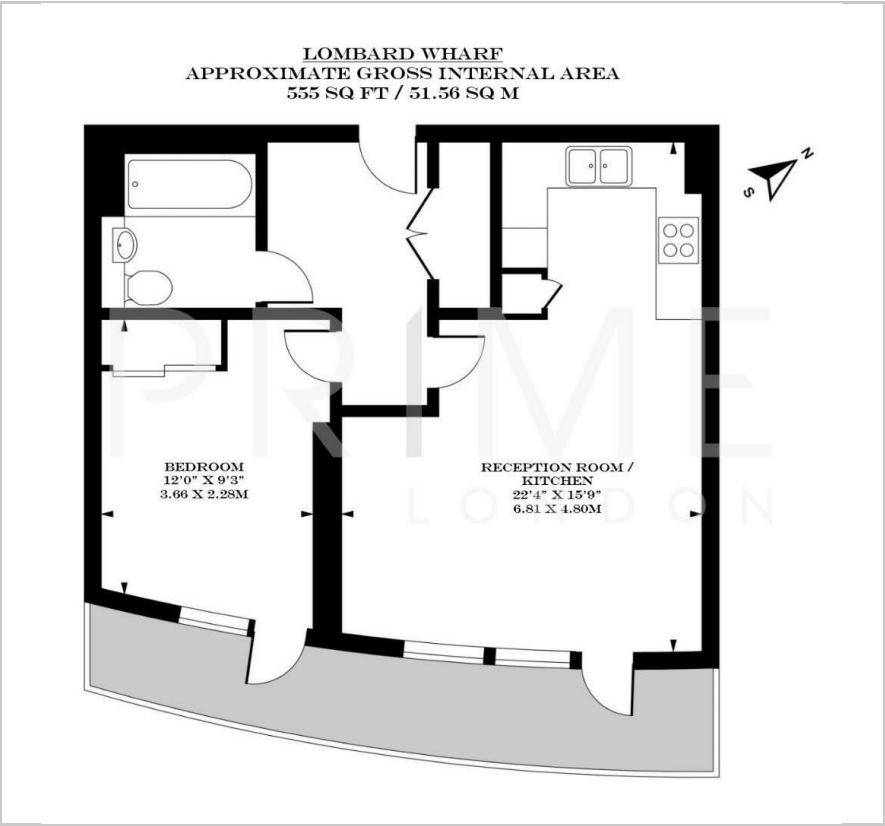 LOMBARD WHARF
APPROXIMATE GROSS INTERNAL AREA
555 SQ FT / 51.56 SQ M
N
S
PRIME
LONDON
BEDROOM
12'0" X 9'3"
3.66 X 2.28M
RECEPTION ROOM /
KITCHEN
22'4" X 15'9"
6.81 X 4.80M